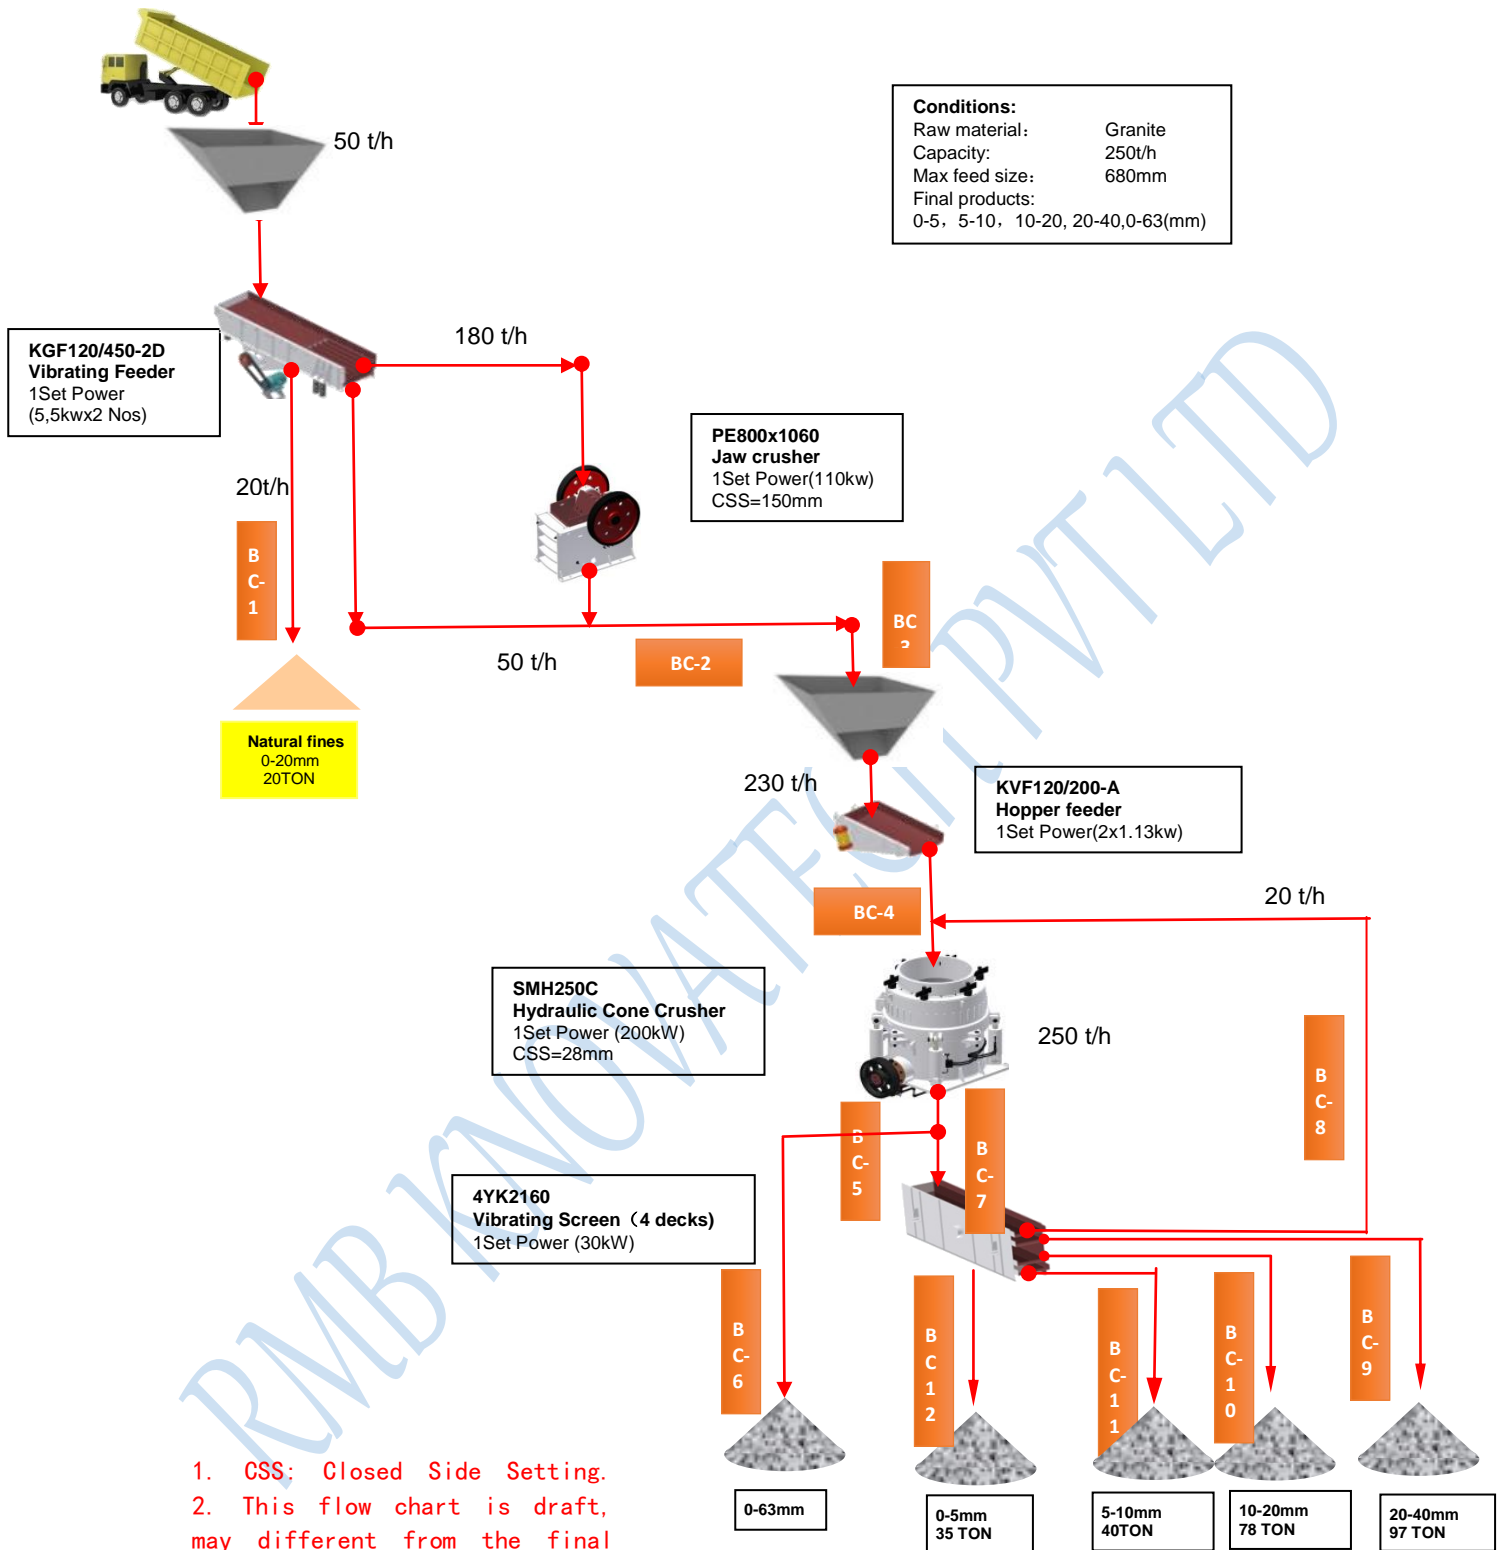 50 t/h
Conditions:
Raw material： Granite
Capacity: 250t/h
Max feed size： 680mm
Final products:
0-5，5-10，10-20, 20-40,0-63(mm)
KGF120/450-2D
Vibrating Feeder
1Set Power
(5,5kwx2 Nos)
180 t/h
PE800x1060
Jaw crusher
1Set Power(110kw)
CSS=150mm
20t/h
B
C-
1
BC
50 t/h
BC-2
Natural fines
0-20mm
20TON
230 t/h
KVF120/200-A
Hopper feeder
1Set Power(2x1.13kw)
BC-4
20 t/h
SMH250C
Hydraulic Cone Crusher
1Set Power (200kW)
CSS=28mm
250 t/h
B
C-
8
B
C-
5
B
C-
7
4YK2160
Vibrating Screen（4 decks)
1Set Power (30kW)
B
C-
6
B
C
1
2
B
C-
1
1
B
C-
1
0
B
C-
9
0-63mm
0-5mm
35 TON
5-10mm
40TON
10-20mm
78 TON
20-40mm
97 TON
1. CSS: Closed Side Setting.
2. This flow chart is draft,
may different from the final
RMB KNOVATECH PVT LTD